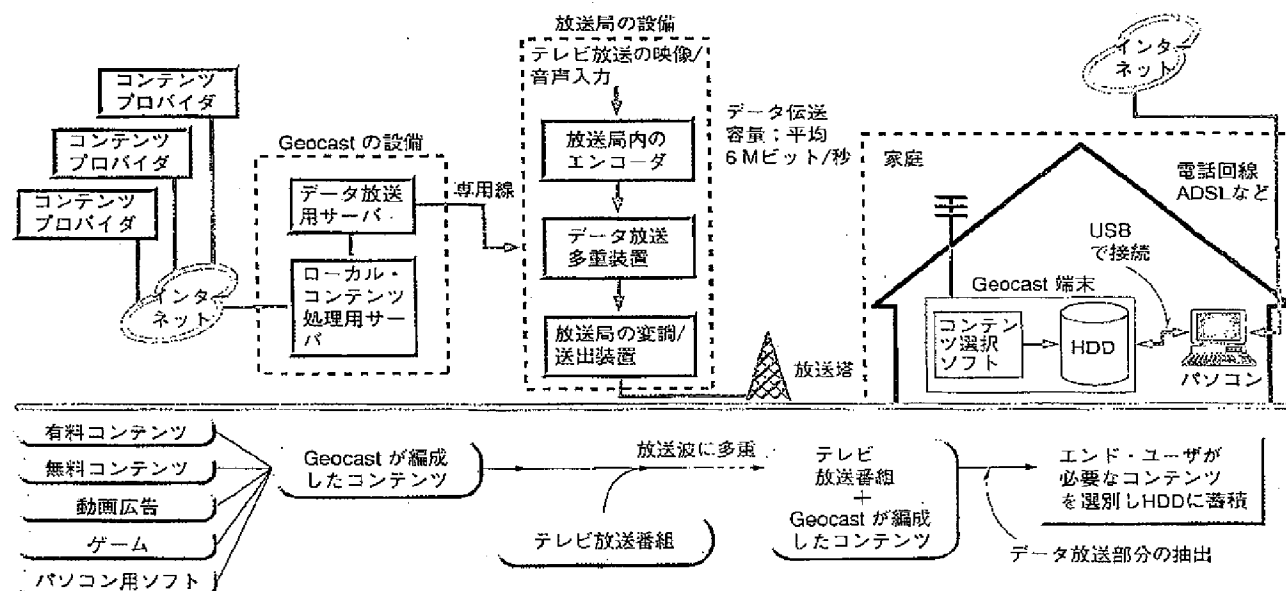 コンテンツ
プロバイダ
コンテンツ
プロバイダ
コンテンツ
プロバイダ
インター
ネット
Geocast の設備
データ放送
用サーバ
ローカル・
コンテンツ
処理用サー
バ
専用線
放送局の設備
テレビ放送の映像/
音声入力
放送局内の
エンコーダ
データ放送
多重装置
放送局の変調/
送出装置
データ伝送
容量：平均
6Mビット/秒
放送塔
インター
ネット
家庭
電話回線
ADSLなど
USB
で接続
Geocast 端末
コンテン
ツ選択
ソフト
HDD
パソコン
有料コンテンツ
無料コンテンツ
動画広告
ゲーム
パソコン用ソフト
Geocast が編成
したコンテンツ
放送波に多重
テレビ放送番組
テレビ
放送番組
＋
Geocast が編成
したコンテンツ
データ放送部分の抽出
エンド・ユーザが
必要なコンテンツ
を選別しHDDに蓄積